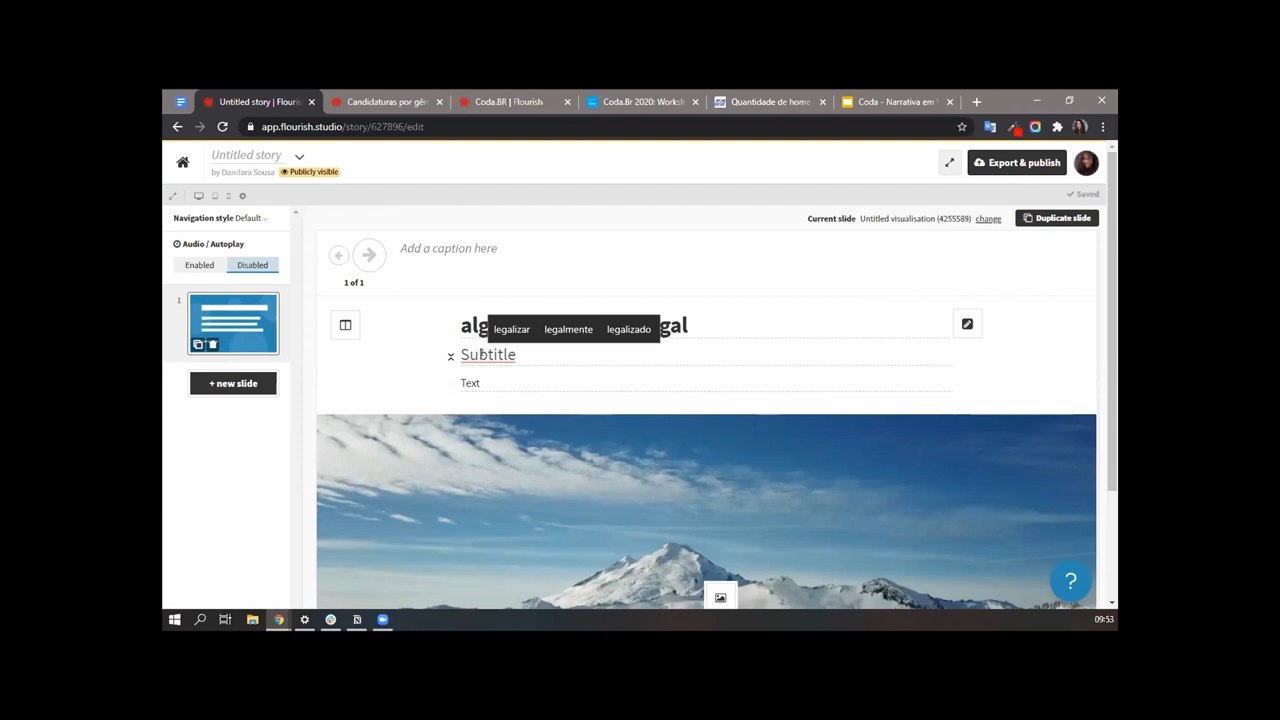 Untitled story | Flouris
Candidaturas por gên
Coda.BR | Flourish
Coda.Br 2020: Worksh
Quantidade de home
Coda - Narrativa em
app.flourish.studio/story/627896/edit
Untitled story
by Dandara Sousa
Publicly visible
Export & publish
Saved
Navigation style Default
Current slide Untitled visualisation (4255589) change
Duplicate slide
Audio / Autoplay
Enabled
Disabled
Add a caption here
1 of 1
1
alg
gal
legalizar legalmente legalizado
Subtitle
Text
+ new slide
?
09:53